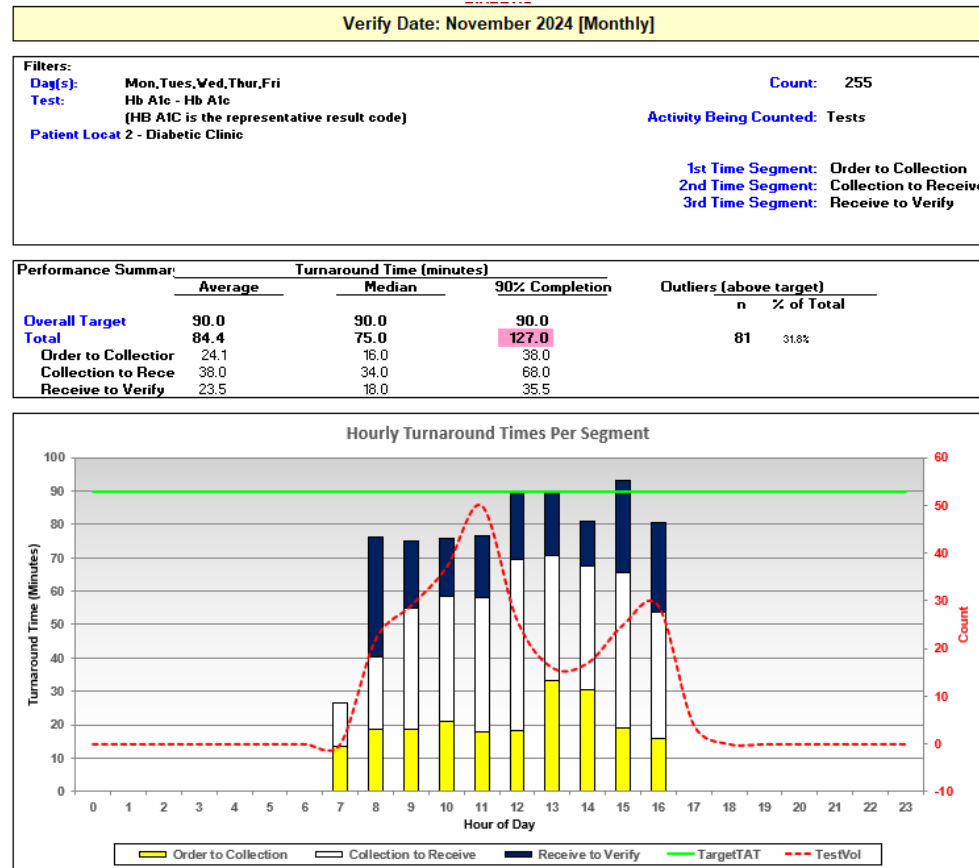 Verify Date: November 2024 [Monthly]
Filters:
Day(s): Mon,Tues,Wed,Thur,Fri
Count: 255
Test: Hb A1c - Hb A1c
(HB A1C is the representative result code)
Activity Being Counted: Tests
Patient Locat 2 - Diabetic Clinic
1st Time Segment: Order to Collection
2nd Time Segment: Collection to Receive
3rd Time Segment: Receive to Verify
Performance Summar Turnaround Time (minutes)
Average Median 90% Completion Outliers (above target)
n % of Total
Overall Target 90.0 90.0 90.0
Total 84.4 75.0 127.0 81 31.8%
Order to Collection 24.1 16.0 38.0
Collection to Rece 38.0 34.0 68.0
Receive to Verify 23.5 18.0 35.5
Hourly Turnaround Times Per Segment
100 60
90 50
80
70 40
60 30
50
40 20
30 10
20
10 0
0 -10
Turnaround Time (Minutes)
Count
0 1 2 3 4 5 6 7 8 9 10 11 12 13 14 15 16 17 18 19 20 21 22 23
Hour of Day
Order to Collection Collection to Receive Receive to Verify TargetTAT TestVol